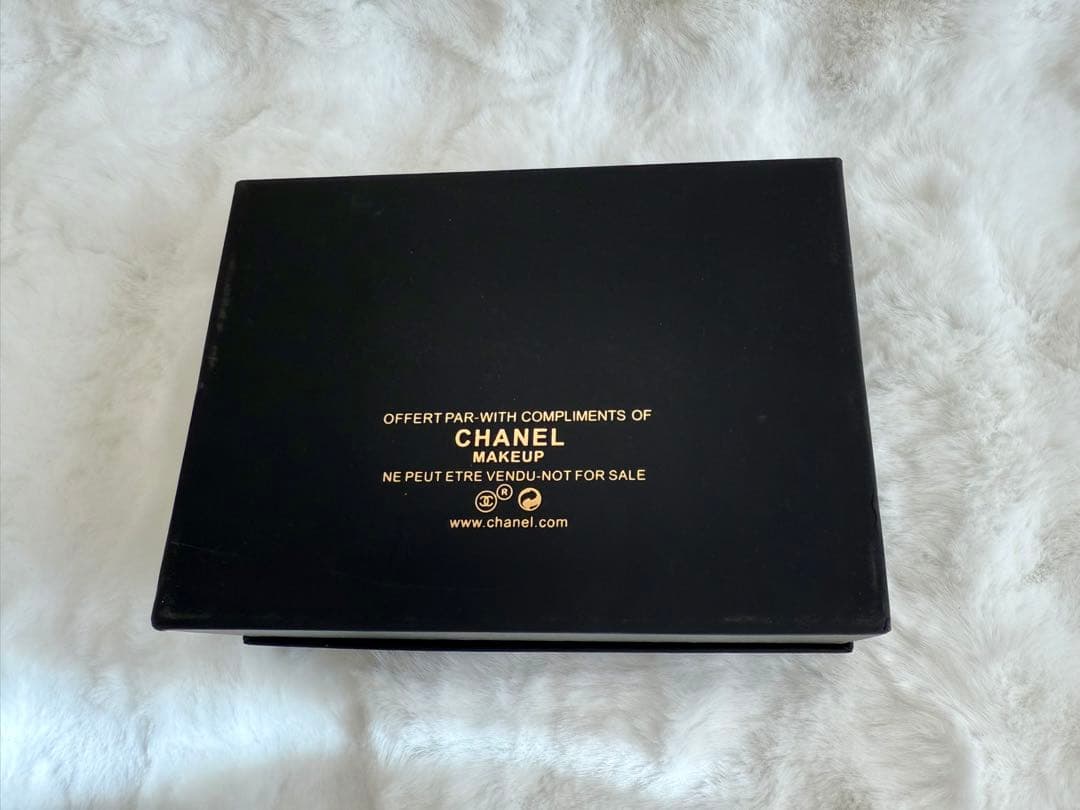 OFFERT PAR-WITH COMPLIMENTS OF
CHANEL
MAKEUP
NE PEUT ETRE VENDU-NOT FOR SALE
®
www.chanel.com